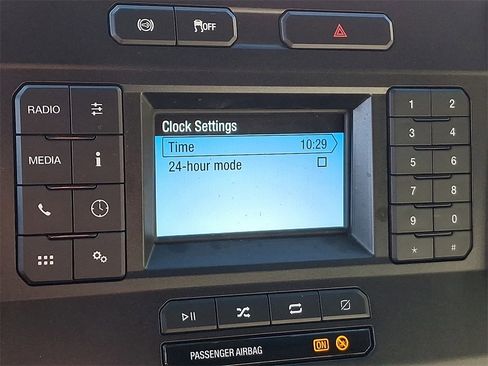 OFF
RADIO
MEDIA
i
Clock Settings
Time 10:29
24-hour mode
1 2
3 4
5 6
7 8
9 0
* #
PASSENGER AIRBAG ON